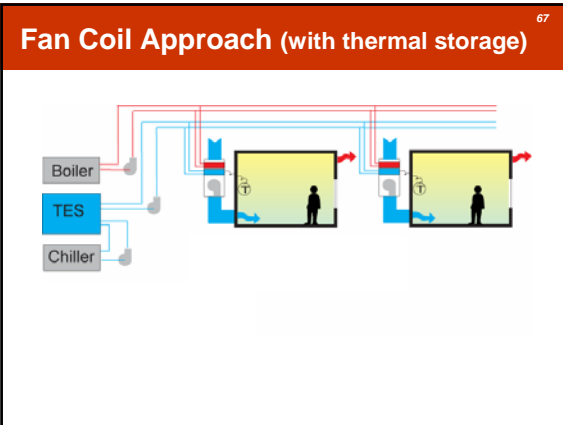 67
Fan Coil Approach (with thermal storage)
Boiler
TES
Chiller
T
T